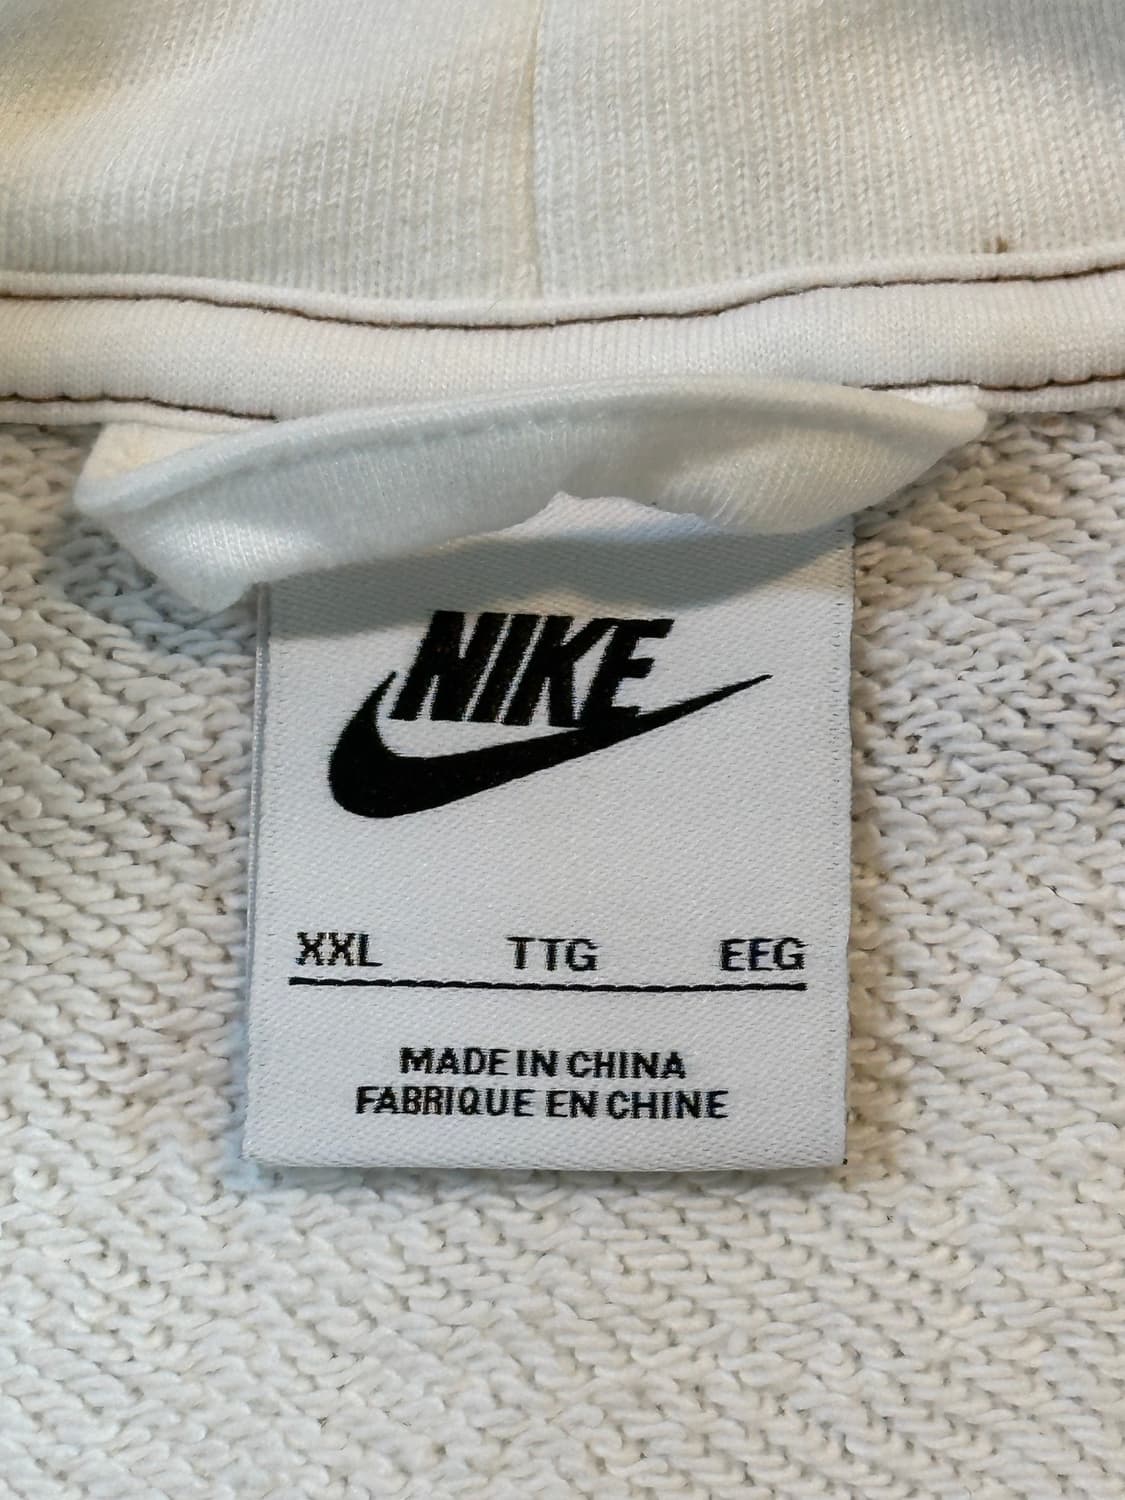 NIKE
XXL TTG EEG
MADE IN CHINA
FABRIQUE EN CHINE